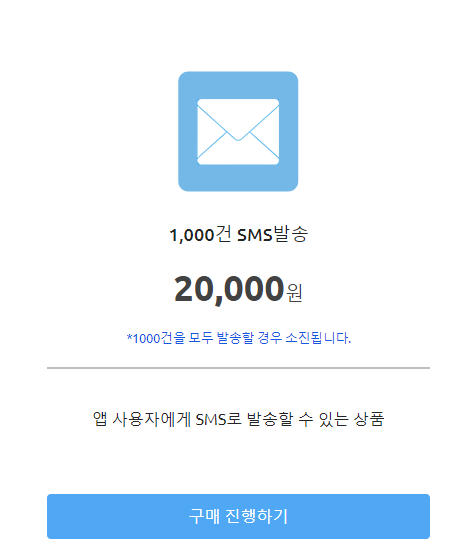 1,000건 SMS발송
20,000원
*1000건을 모두 발송할 경우 소진됩니다.
앱 사용자에게 SMS로 발송할 수 있는 상품
구매 진행하기